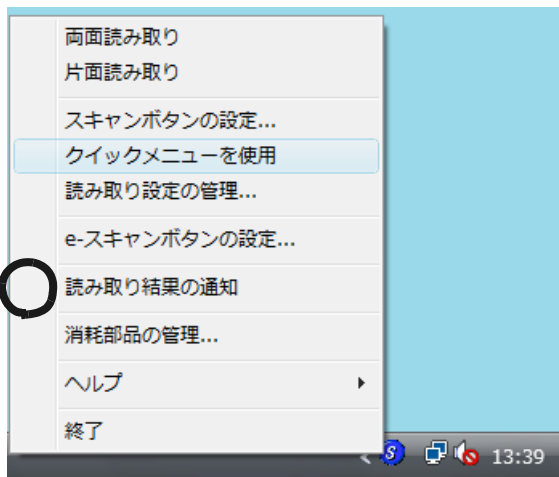 両面読み取り
片面読み取り
スキャンボタンの設定...
クイックメニューを使用
読み取り設定の管理...
e-スキャンボタンの設定...
読み取り結果の通知
消耗部品の管理...
ヘルプ
終了
S
13:39